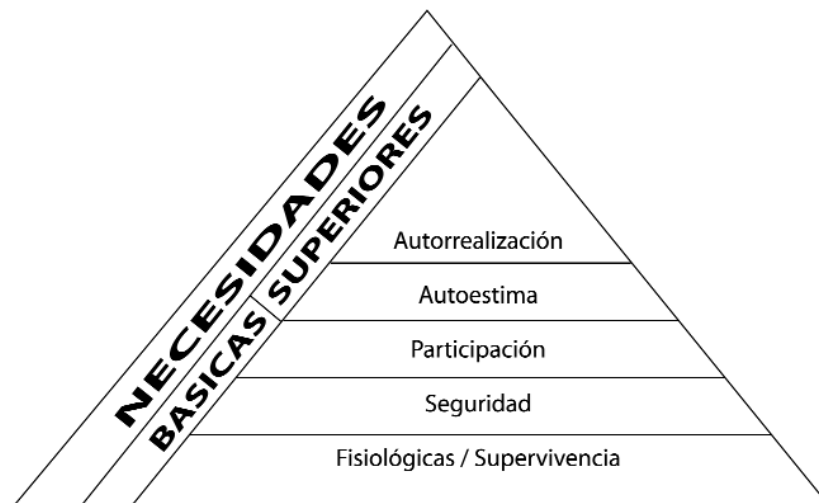 NECESIDADES
SUPERIORES
BASICAS
Autorrealización
Autoestima
Participación
Seguridad
Fisiológicas / Supervivencia